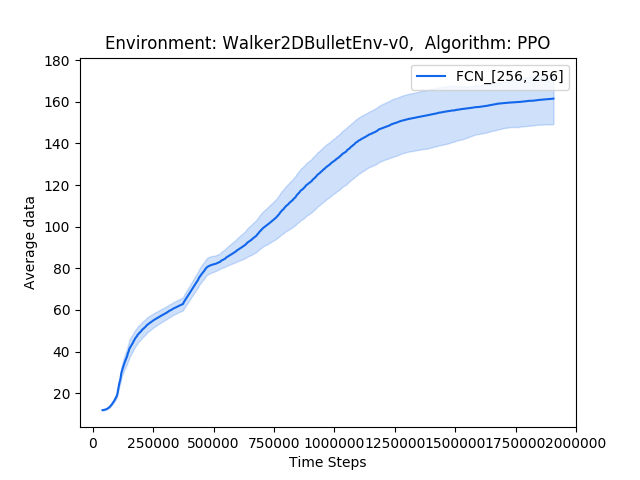 Environment: Walker2DBulletEnv-v0,  Algorithm: PPO
FCN_[256, 256]
180
160
140
120
100
80
60
40
20
Average data
0 250000 500000 750000 1000000 1250000 1500000 1750000 2000000
Time Steps